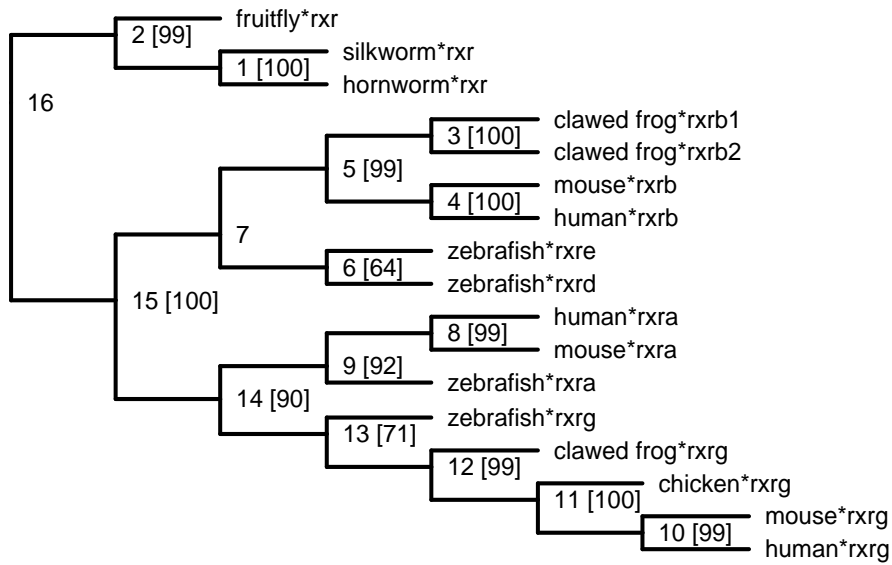 fruitfly*rxr
2 [99]
silkworm*rxr
1 [100]
hornworm*rxr
16
clawed frog*rxrb1
3 [100]
clawed frog*rxrb2
5 [99]
mouse*rxrb
4 [100]
human*rxrb
7
zebrafish*rxre
6 [64]
zebrafish*rxrd
15 [100]
human*rxra
8 [99]
mouse*rxra
9 [92]
zebrafish*rxra
14 [90]
zebrafish*rxrg
13 [71]
clawed frog*rxrg
12 [99]
chicken*rxrg
11 [100]
mouse*rxrg
10 [99]
human*rxrg